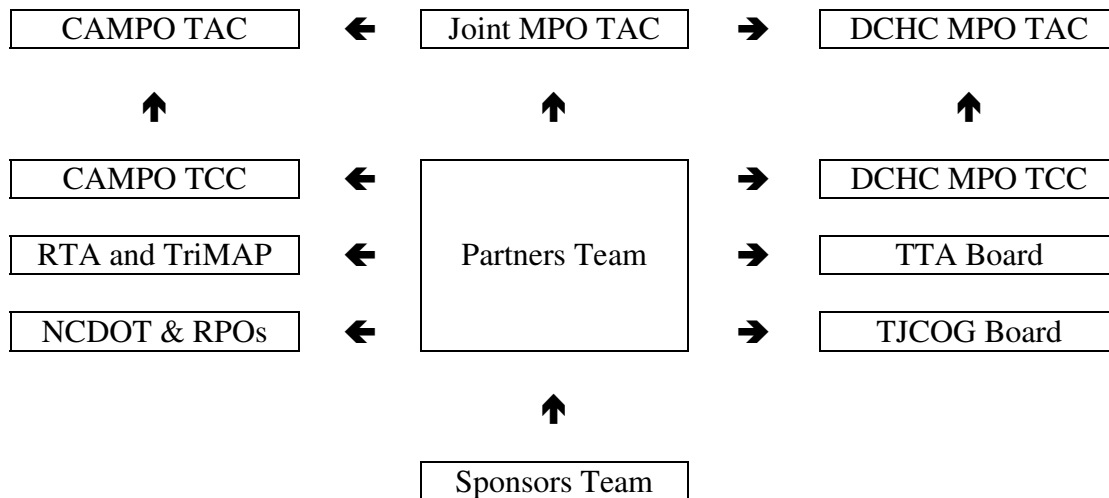 CAMPO TAC
Joint MPO TAC
DCHC MPO TAC
CAMPO TCC
DCHC MPO TCC
RTA and TriMAP
Partners Team
TTA Board
NCDOT & RPOs
TJCOG Board
Sponsors Team